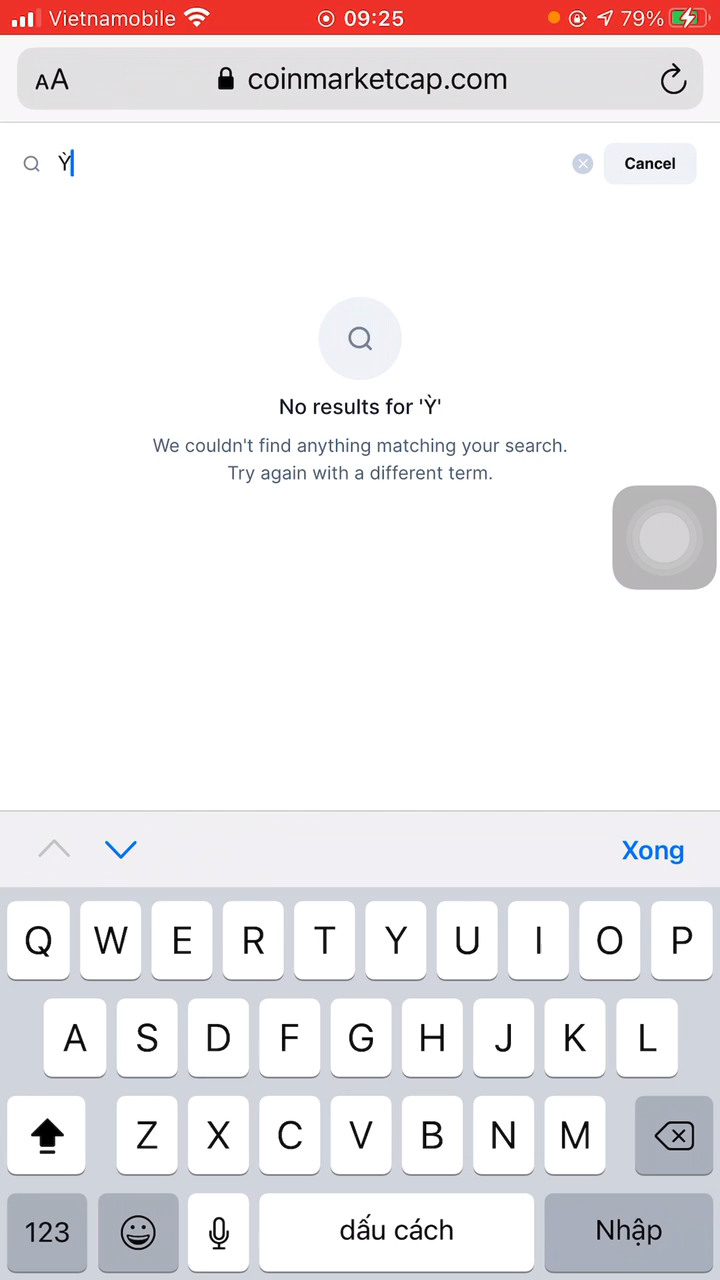 Vietnamobile 09:25 79%
AA coinmarketcap.com
Ỳ Cancel
No results for 'Ỳ'
We couldn't find anything matching your search.
Try again with a different term.
Xong
Q W E R T Y U I O P
A S D F G H J K L
Z X C V B N M
123 dấu cách Nhập